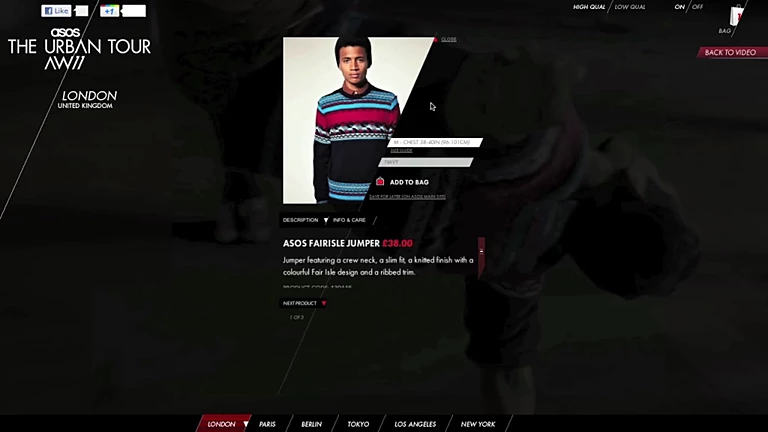 Like
+1
HIGH QUAL / LOW QUAL
ON / OFF
BAG
asos
THE URBAN TOUR
AW11
BACK TO VIDEO
LONDON
UNITED KINGDOM
CLOSE
M - CHEST 38-40IN (96-101CM)
SIZE GUIDE
NAVY
ADD TO BAG
SAVE FOR LATER ON ASOS MAIN SITE
DESCRIPTION
INFO & CARE
ASOS FAIRISLE JUMPER £38.00
Jumper featuring a crew neck, a slim fit, a knitted finish with a
colourful Fair Isle design and a ribbed trim.
NEXT PRODUCT
1 OF 3
LONDON
PARIS
BERLIN
TOKYO
LOS ANGELES
NEW YORK